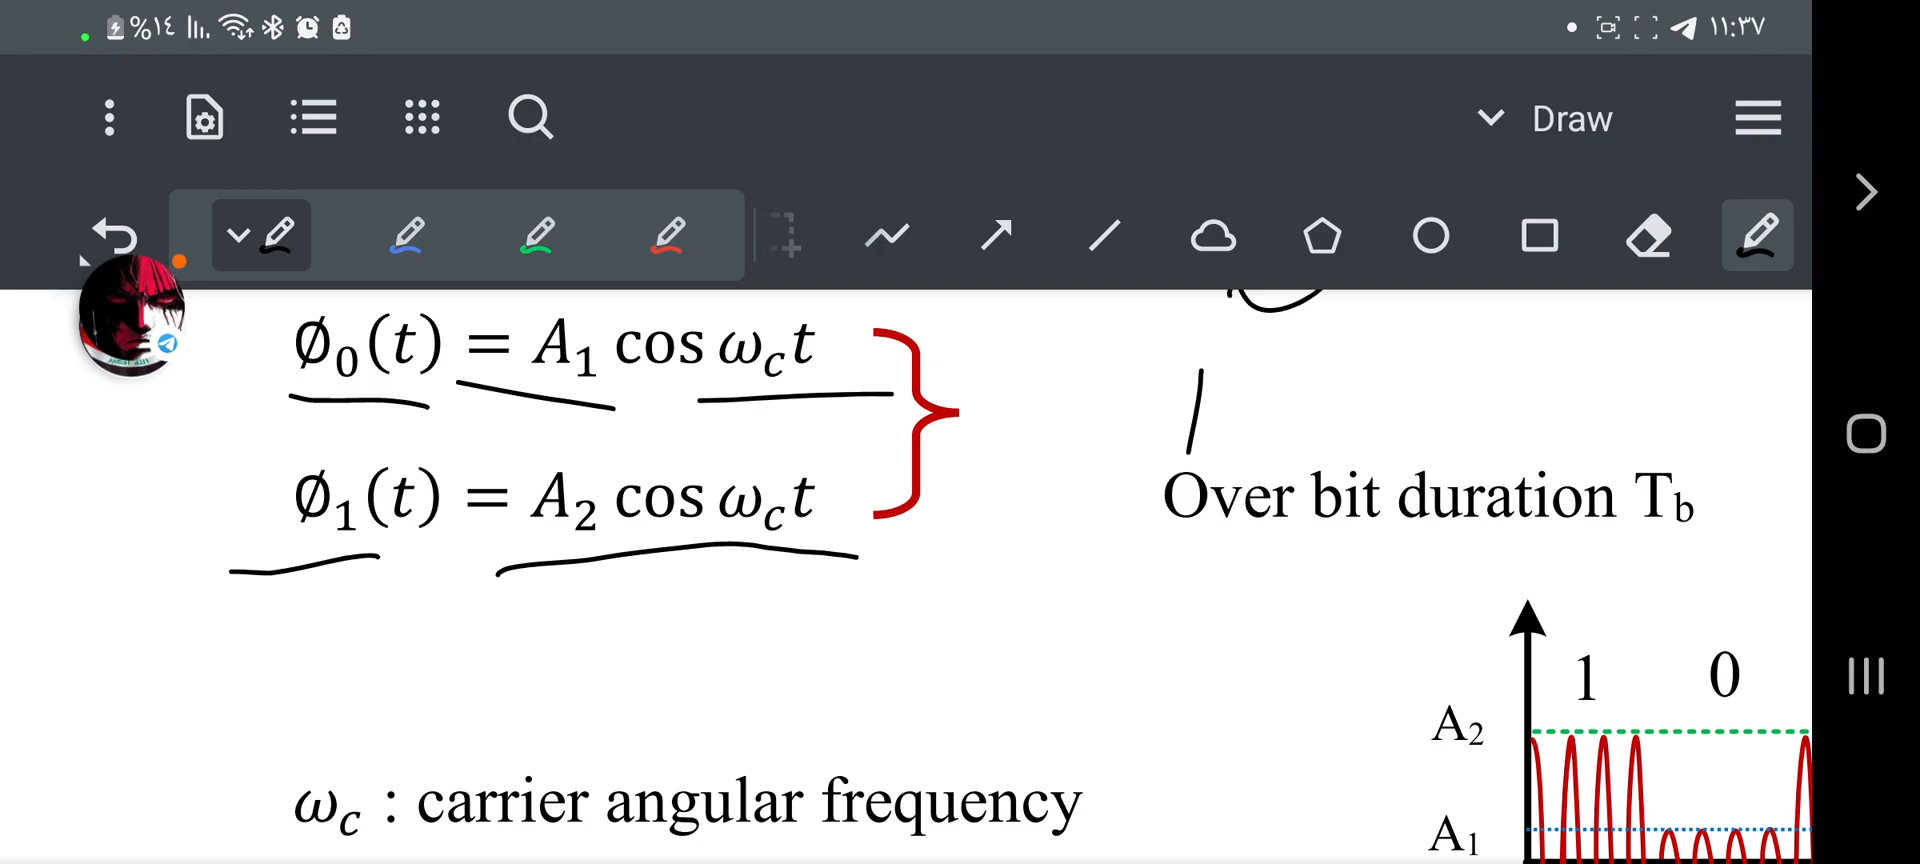 %١٤ ١١:٣٧
Draw
∅₀(t) = A₁ cos ω_c t
∅₁(t) = A₂ cos ω_c t
Over bit duration T_b
1 0
A₂
ω_c : carrier angular frequency
A₁